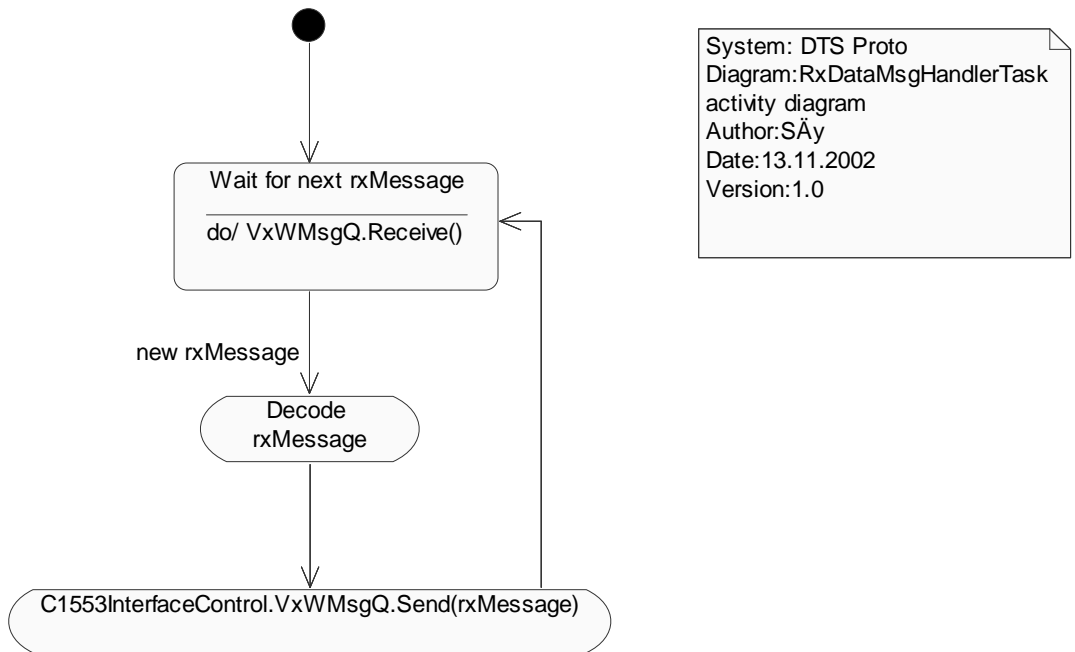 System: DTS Proto
Diagram:RxDataMsgHandlerTask
activity diagram
Author:SÄy
Date:13.11.2002
Version:1.0
Wait for next rxMessage
do/ VxWMsgQ.Receive()
new rxMessage
Decode
rxMessage
C1553InterfaceControl.VxWMsgQ.Send(rxMessage)